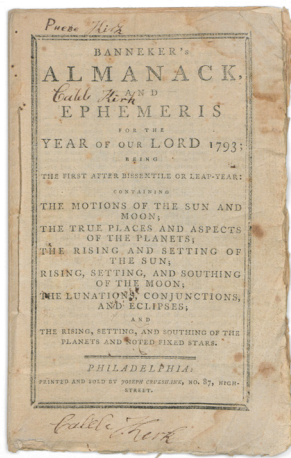 Phebe Kirk
BANNEKER's
ALMANACK,
AND
Caleb Kirk
EPHEMERIS
FOR THE
YEAR OF OUR LORD 1793;
BEING
THE FIRST AFTER BISSEXTILE OR LEAP-YEAR:
CONTAINING
THE MOTIONS OF THE SUN AND
MOON;
THE TRUE PLACES AND ASPECTS
OF THE PLANETS;
THE RISING AND SETTING OF
THE SUN;
RISING, SETTING, AND SOUTHING
OF THE MOON;
THE LUNATIONS, CONJUNCTIONS,
AND ECLIPSES;
AND
THE RISING, SETTING, AND SOUTHING OF THE
PLANETS AND NOTED FIXED STARS.
PHILADELPHIA:
PRINTED AND SOLD BY JOSEPH CRUKSHANK, NO. 87, HIGH-
STREET.
Caleb Kirk